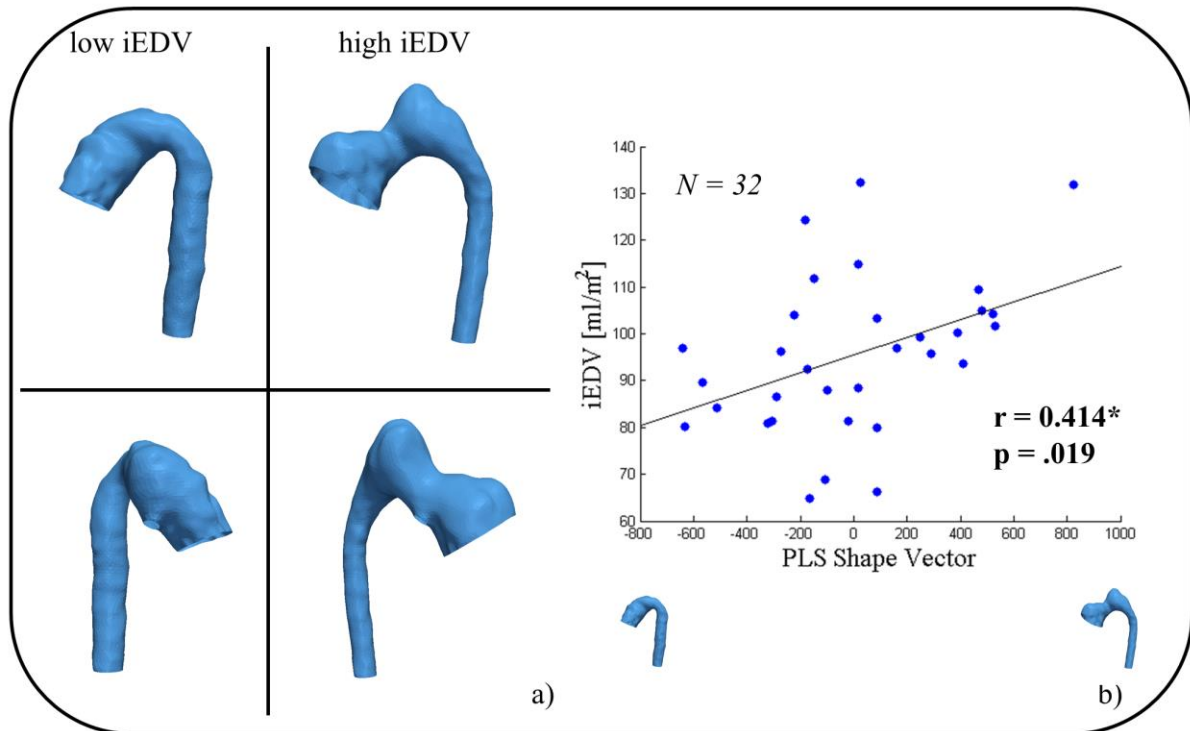 low iEDV
high iEDV
a)
140
130
120
110
100
90
80
70
60
iEDV [ml/m²]
N = 32
r = 0.414*
p = .019
-800 -600 -400 -200 0 200 400 600 800 1000
PLS Shape Vector
b)